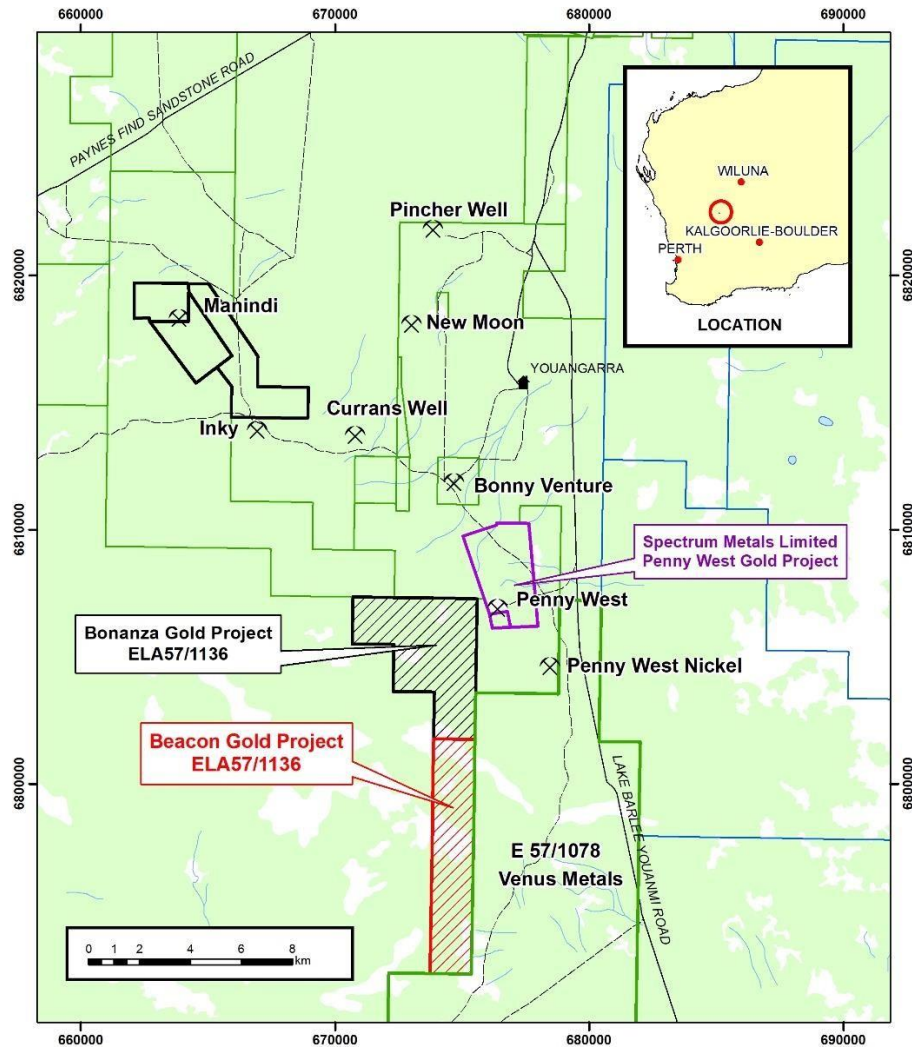 660000
670000
680000
690000
PAYNES FIND SANDSTONE ROAD
WILUNA
KALGOORLIE-BOULDER
PERTH
LOCATION
Pincher Well
6820000
6820000
Manindi
New Moon
YOUANGARRA
Currans Well
Inky
Bonny Venture
6810000
6810000
Spectrum Metals Limited
Penny West Gold Project
Penny West
Bonanza Gold Project
ELA57/1136
Penny West Nickel
Beacon Gold Project
ELA57/1136
6800000
6800000
LAKE BARLEE YOUANMI ROAD
E 57/1078
Venus Metals
0 1 2 4 6 8
km
660000
670000
680000
690000